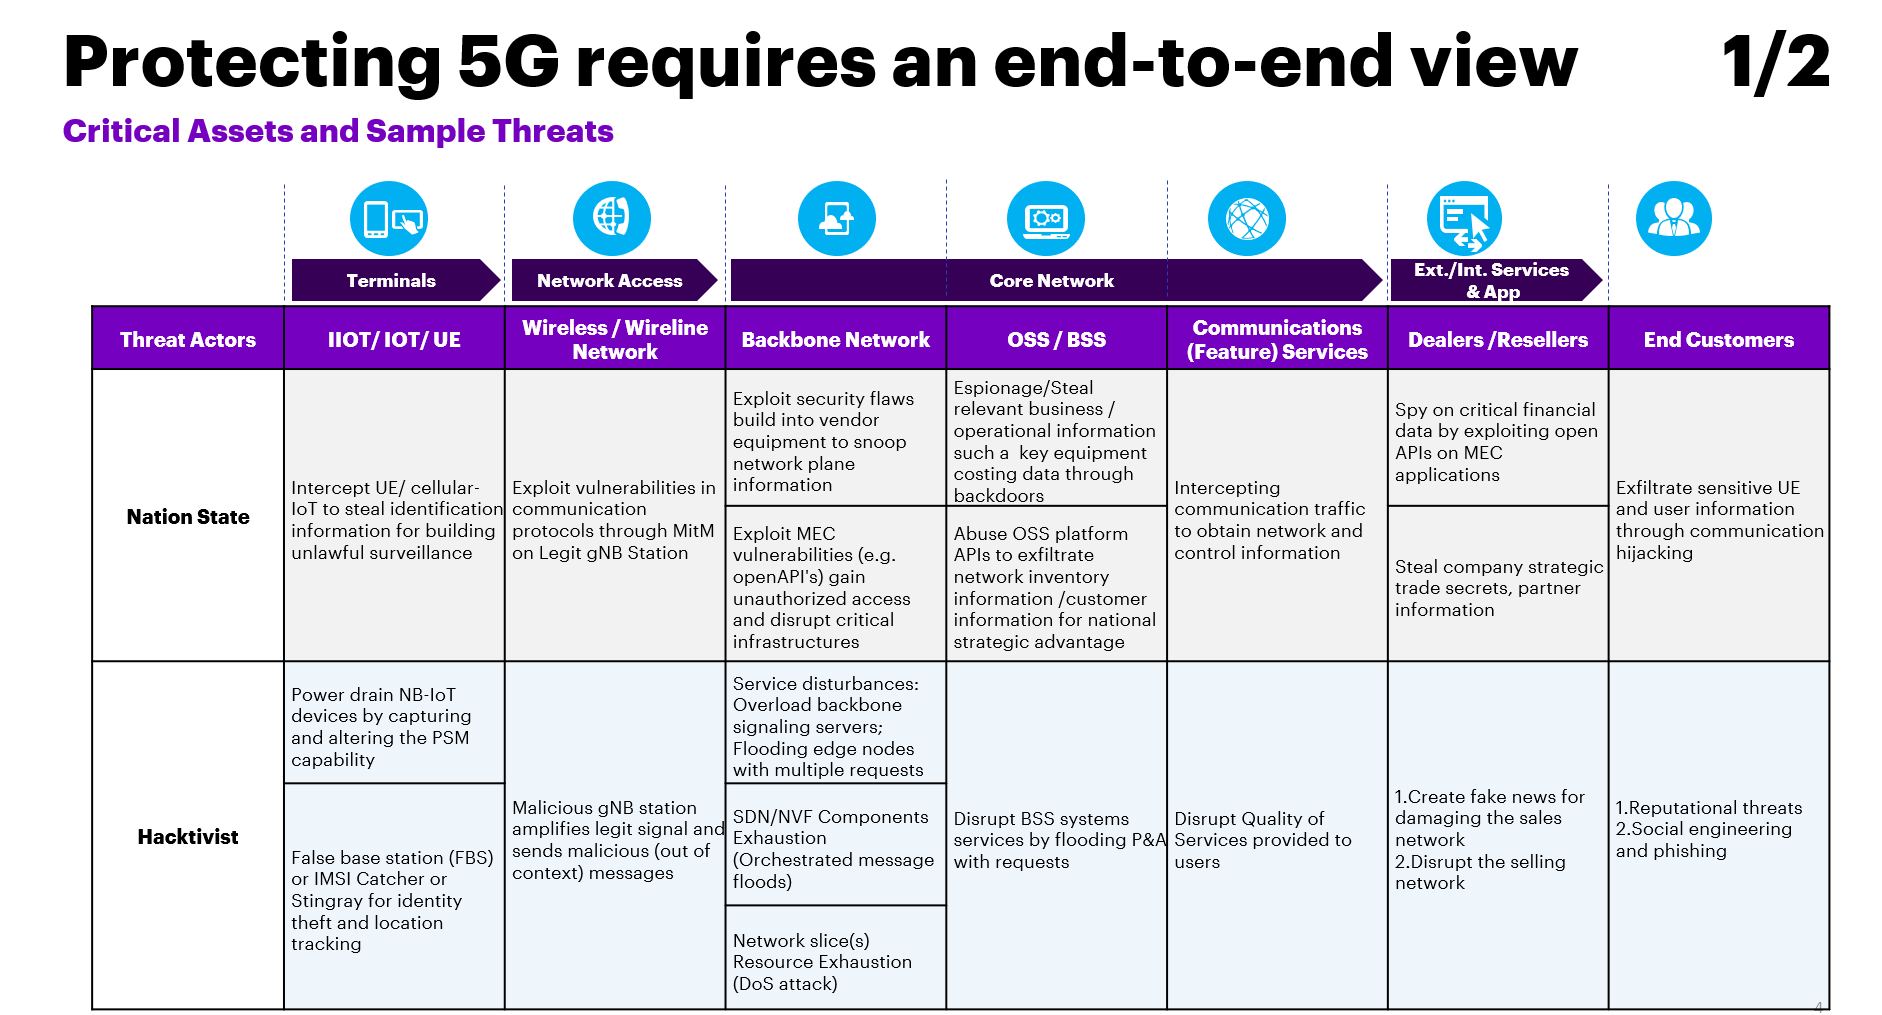 Protecting 5G requires an end-to-end view 1/2
Critical Assets and Sample Threats
Terminals
Network Access
Core Network
Ext./Int. Services
& App
Threat Actors
IIOT/ IOT/ UE
Wireless / Wireline
Network
Backbone Network
OSS / BSS
Communications
(Feature) Services
Dealers /Resellers
End Customers
Nation State
Intercept UE/ cellular-
IoT to steal identification
information for building
unlawful surveillance
Exploit vulnerabilities in
communication
protocols through MitM
on Legit gNB Station
Exploit security flaws
build into vendor
equipment to snoop
network plane
information
Exploit MEC
vulnerabilities (e.g.
openAPI's) gain
unauthorized access
and disrupt critical
infrastructures
Espionage/Steal
relevant business /
operational information
such a  key equipment
costing data through
backdoors
Abuse OSS platform
APIs to exfiltrate
network inventory
information /customer
information for national
strategic advantage
Intercepting
communication traffic
to obtain network and
control information
Spy on critical financial
data by exploiting open
APIs on MEC
applications
Steal company strategic
trade secrets, partner
information
Exfiltrate sensitive UE
and user information
through communication
hijacking
Hacktivist
Power drain NB-IoT
devices by capturing
and altering the PSM
capability
False base station (FBS)
or IMSI Catcher or
Stingray for identity
theft and location
tracking
Malicious gNB station
amplifies legit signal and
sends malicious (out of
context) messages
Service disturbances:
Overload backbone
signaling servers;
Flooding edge nodes
with multiple requests
SDN/NVF Components
Exhaustion
(Orchestrated message
floods)
Network slice(s)
Resource Exhaustion
(DoS attack)
Disrupt BSS systems
services by flooding P&A
with requests
Disrupt Quality of
Services provided to
users
1.Create fake news for
damaging the sales
network
2.Disrupt the selling
network
1.Reputational threats
2.Social engineering
and phishing
4